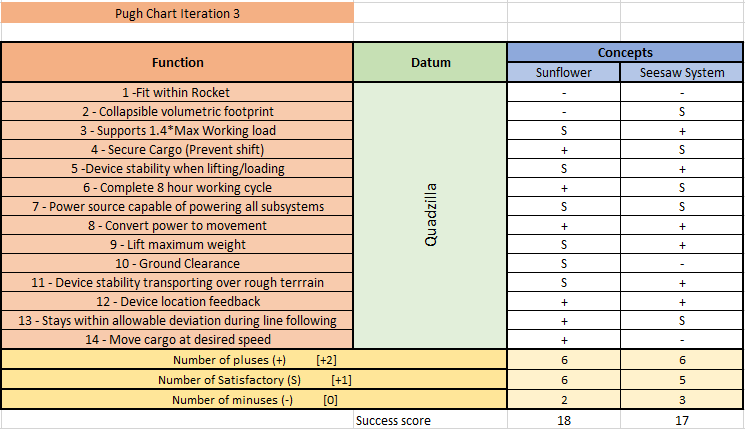 Pugh Chart Iteration 3
Function Datum Concepts
Sunflower Seesaw System
1 -Fit within Rocket - -
2 - Collapsible volumetric footprint - S
3 - Supports 1.4*Max Working load S +
4 - Secure Cargo (Prevent shift) + S
5 -Device stability when lifting/loading S +
6 - Complete 8 hour working cycle + S
7 - Power source capable of powering all subsystems S S
8 - Convert power to movement + +
9 - Lift maximum weight S +
10 - Ground Clearance S -
11 - Device stability transporting over rough terrrain S +
12 - Device location feedback + +
13 - Stays within allowable deviation during line following + S
14 - Move cargo at desired speed + -
Quadzilla
Number of pluses (+) [+2] 6 6
Number of Satisfactory (S) [+1] 6 5
Number of minuses (-) [0] 2 3
Success score 18 17